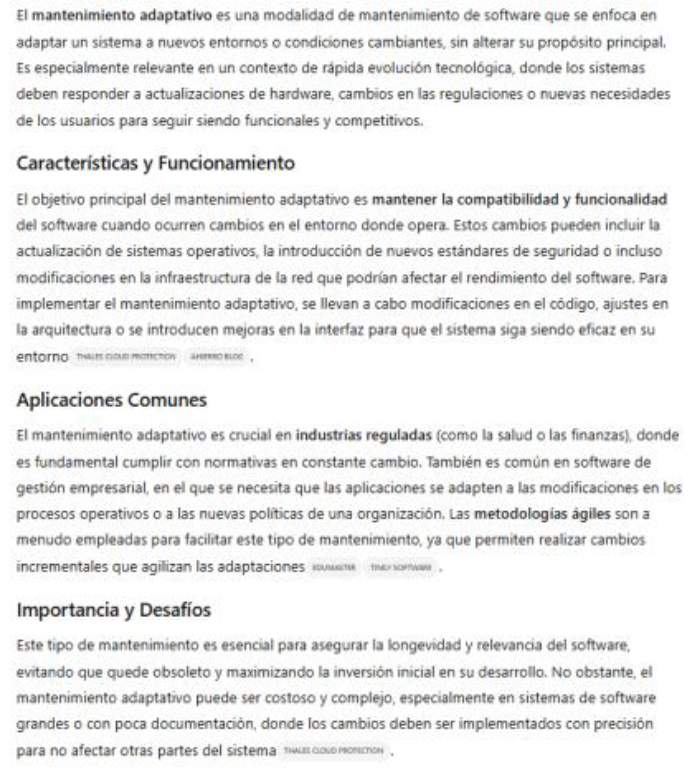 El mantenimiento adaptativo es una modalidad de mantenimiento de software que se enfoca en
adaptar un sistema a nuevos entornos o condiciones cambiantes, sin alterar su propósito principal.
Es especialmente relevante en un contexto de rápida evolución tecnológica, donde los sistemas
deben responder a actualizaciones de hardware, cambios en las regulaciones o nuevas necesidades
de los usuarios para seguir siendo funcionales y competitivos.
Características y Funcionamiento
El objetivo principal del mantenimiento adaptativo es mantener la compatibilidad y funcionalidad
del software cuando ocurren cambios en el entorno donde opera. Estos cambios pueden incluir la
actualización de sistemas operativos, la introducción de nuevos estándares de seguridad o incluso
modificaciones en la infraestructura de la red que podrían afectar el rendimiento del software. Para
implementar el mantenimiento adaptativo, se llevan a cabo modificaciones en el código, ajustes en
la arquitectura o se introducen mejoras en la interfaz para que el sistema siga siendo eficaz en su
entorno THALES CLOUD PROTECTION AHIERRO BLOG .
Aplicaciones Comunes
El mantenimiento adaptativo es crucial en industrias reguladas (como la salud o las finanzas), donde
es fundamental cumplir con normativas en constante cambio. También es común en software de
gestión empresarial, en el que se necesita que las aplicaciones se adapten a las modificaciones en los
procesos operativos o a las nuevas políticas de una organización. Las metodologías ágiles son a
menudo empleadas para facilitar este tipo de mantenimiento, ya que permiten realizar cambios
incrementales que agilizan las adaptaciones EDUMASTER TIMLY SOFTWARE .
Importancia y Desafíos
Este tipo de mantenimiento es esencial para asegurar la longevidad y relevancia del software,
evitando que quede obsoleto y maximizando la inversión inicial en su desarrollo. No obstante, el
mantenimiento adaptativo puede ser costoso y complejo, especialmente en sistemas de software
grandes o con poca documentación, donde los cambios deben ser implementados con precisión
para no afectar otras partes del sistema THALES CLOUD PROTECTION .